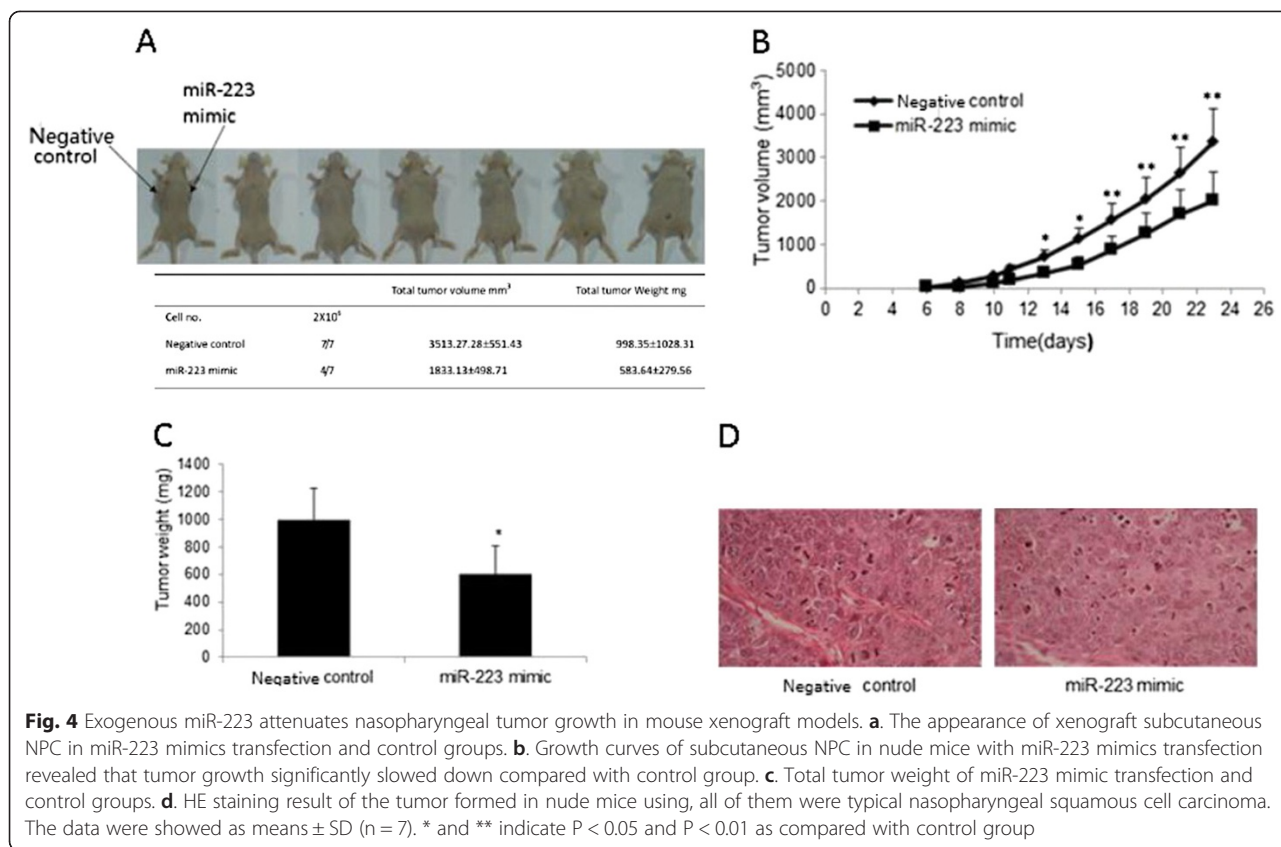 A
miR-223
mimic
Negative
control
Total tumor volume mm³
Total tumor Weight mg
Cell no.
2X10⁶
Negative control
7/7
3513.27.28±551.43
998.35±1028.31
miR-223 mimic
4/7
1833.13±498.71
583.64±279.56
B
Tumor volume (mm³)
5000
4000
3000
2000
1000
0
Negative control
miR-223 mimic
* * ** ** ** **
0 2 4 6 8 10 12 14 16 18 20 22 24 26
Time(days)
C
Tumor weight (mg)
1400
1200
1000
800
600
400
200
0
*
Negative control
miR-223 mimic
D
Negative control
miR-223 mimic
Fig. 4 Exogenous miR-223 attenuates nasopharyngeal tumor growth in mouse xenograft models. a. The appearance of xenograft subcutaneous
NPC in miR-223 mimics transfection and control groups. b. Growth curves of subcutaneous NPC in nude mice with miR-223 mimics transfection
revealed that tumor growth significantly slowed down compared with control group. c. Total tumor weight of miR-223 mimic transfection and
control groups. d. HE staining result of the tumor formed in nude mice using, all of them were typical nasopharyngeal squamous cell carcinoma.
The data were showed as means ± SD (n = 7). * and ** indicate P < 0.05 and P < 0.01 as compared with control group